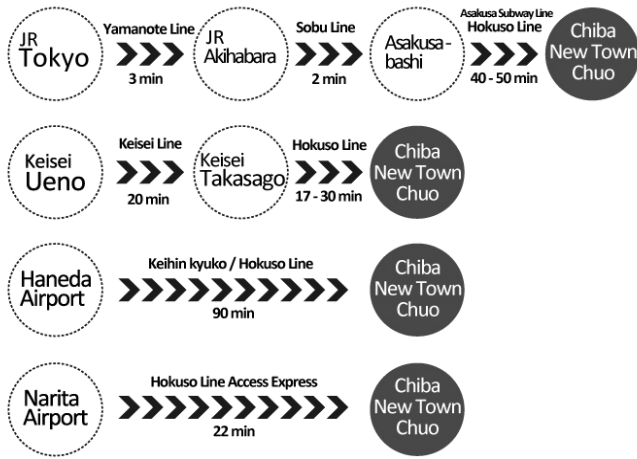 JR
Tokyo
Yamanote Line
3 min
JR
Akihabara
Sobu Line
2 min
Asakusa-
bashi
Asakusa Subway Line
Hokuso Line
40 - 50 min
Chiba
New Town
Chuo
Keisei
Ueno
Keisei Line
20 min
Keisei
Takasago
Hokuso Line
17 - 30 min
Chiba
New Town
Chuo
Haneda
Airport
Keihin kyuko / Hokuso Line
90 min
Chiba
New Town
Chuo
Narita
Airport
Hokuso Line Access Express
22 min
Chiba
New Town
Chuo